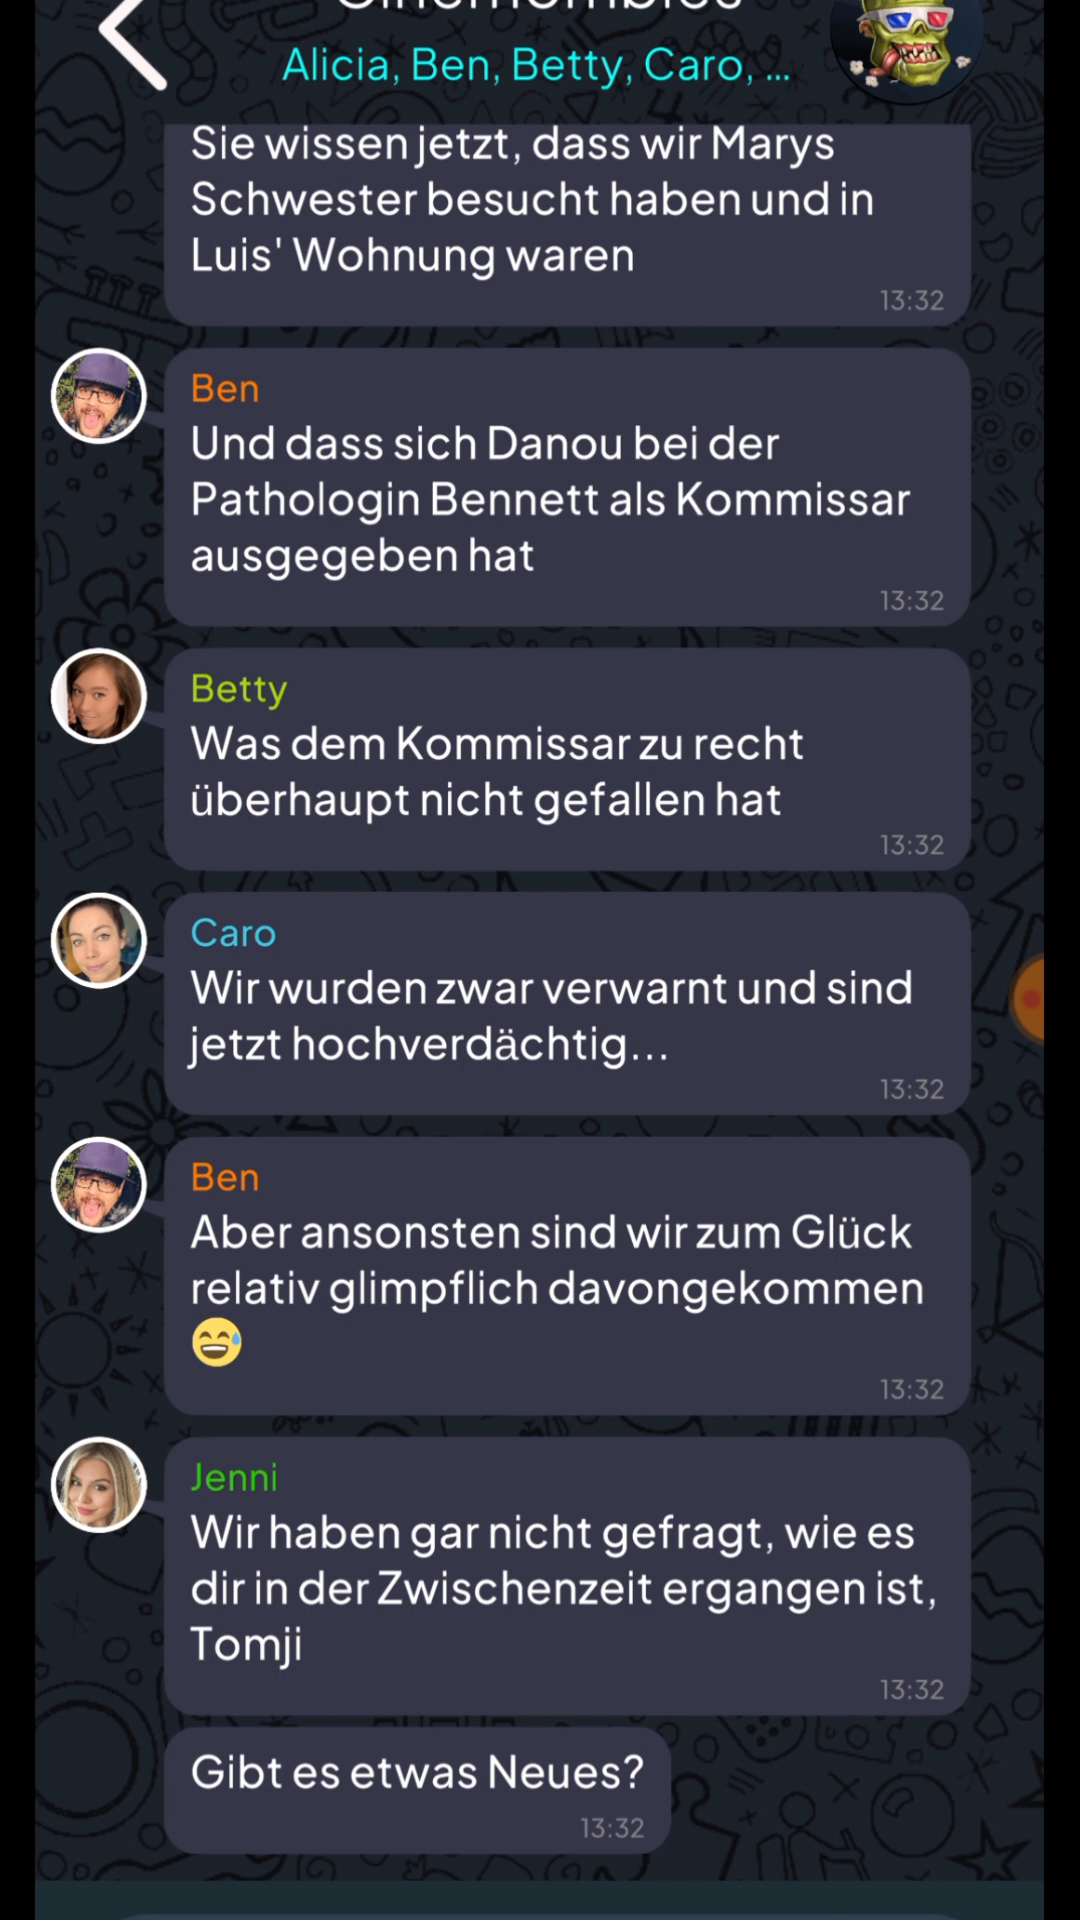 Alicia, Ben, Betty, Caro, ...
Sie wissen jetzt, dass wir Marys
Schwester besucht haben und in
Luis' Wohnung waren
13:32
Ben
Und dass sich Danou bei der
Pathologin Bennett als Kommissar
ausgegeben hat
13:32
Betty
Was dem Kommissar zu recht
überhaupt nicht gefallen hat
13:32
Caro
Wir wurden zwar verwarnt und sind
jetzt hochverdächtig...
13:32
Ben
Aber ansonsten sind wir zum Glück
relativ glimpflich davongekommen
😅
13:32
Jenni
Wir haben gar nicht gefragt, wie es
dir in der Zwischenzeit ergangen ist,
Tomji
13:32
Gibt es etwas Neues?
13:32